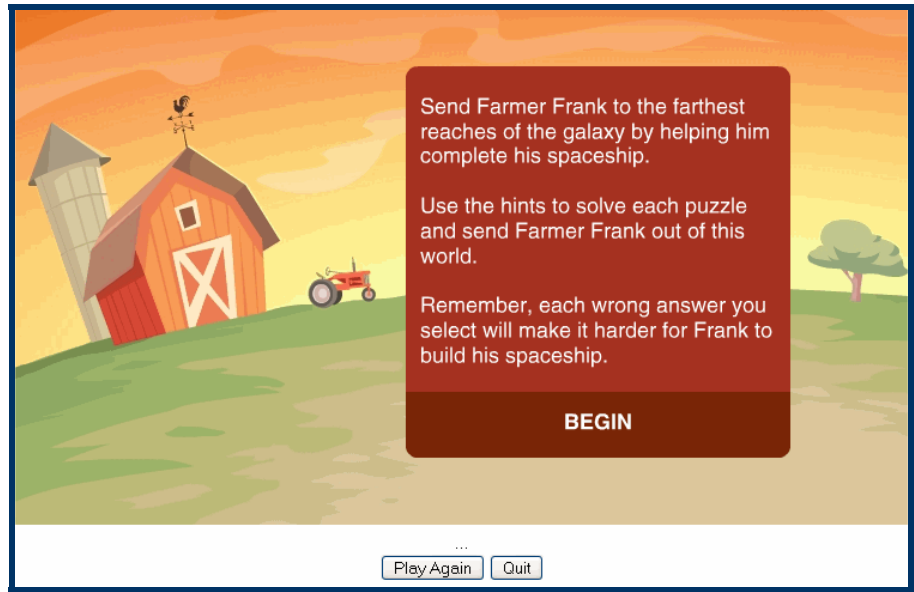 Send Farmer Frank to the farthest
reaches of the galaxy by helping him
complete his spaceship.
Use the hints to solve each puzzle
and send Farmer Frank out of this
world.
Remember, each wrong answer you
select will make it harder for Frank to
build his spaceship.
BEGIN
...
Play Again Quit